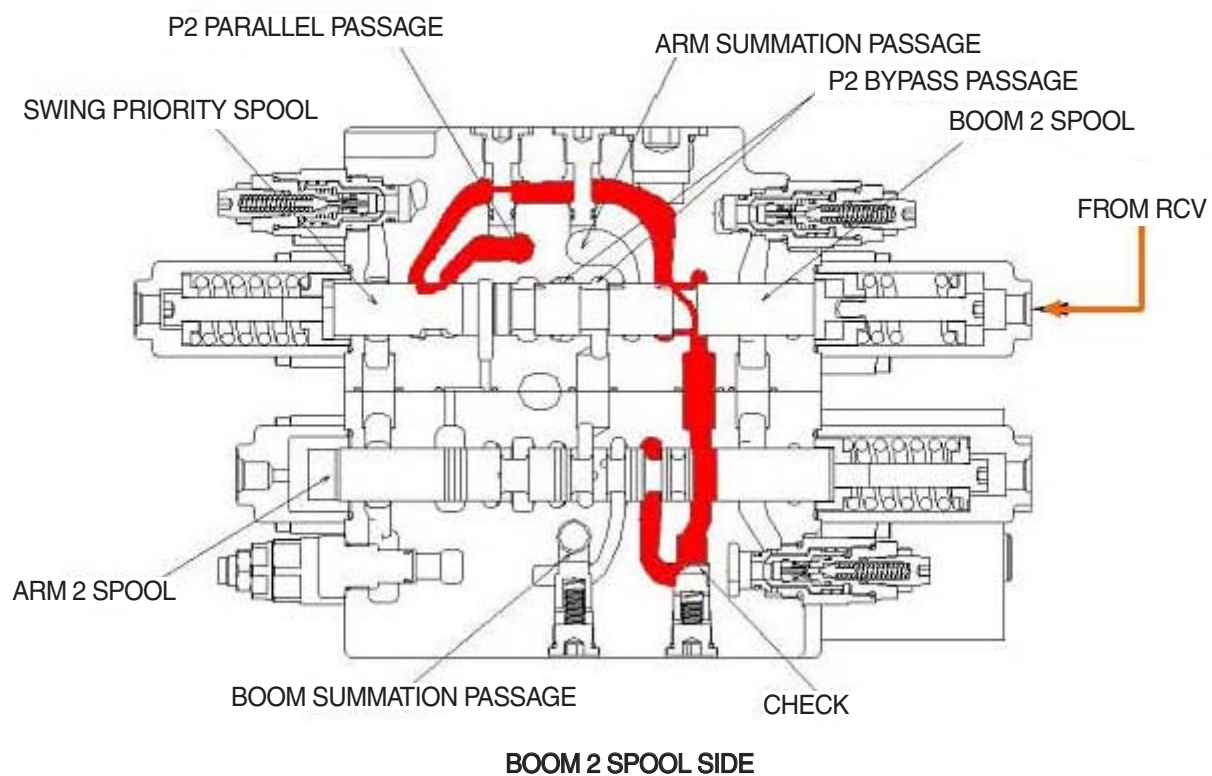 P2 PARALLEL PASSAGE
ARM SUMMATION PASSAGE
P2 BYPASS PASSAGE
SWING PRIORITY SPOOL
BOOM 2 SPOOL
FROM RCV
ARM 2 SPOOL
BOOM SUMMATION PASSAGE
CHECK
BOOM 2 SPOOL SIDE